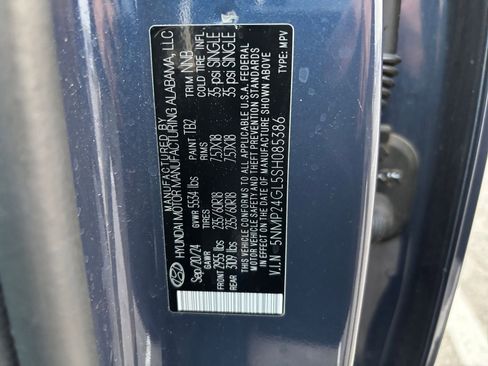 MANUFACTURED BY
HYUNDAI MOTOR MANUFACTURING ALABAMA, LLC
Sep/20/24 GVWR 5534 lbs PAINT TB2 TRIM NNB
GAWR TIRES RIMS COLD TIRE INFL
FRONT 2955 lbs 235/60R18 7.5JX18 35 psi SINGLE
REAR 3109 lbs 235/60R18 7.5JX18 35 psi SINGLE
THIS VEHICLE CONFORMS TO ALL APPLICABLE U.S.A. FEDERAL
MOTOR VEHICLE SAFETY AND THEFT PREVENTION STANDARDS
IN EFFECT ON THE DATE OF MANUFACTURE SHOWN ABOVE
V.I.N : 5NMP24GL5SH085386 TYPE: MPV